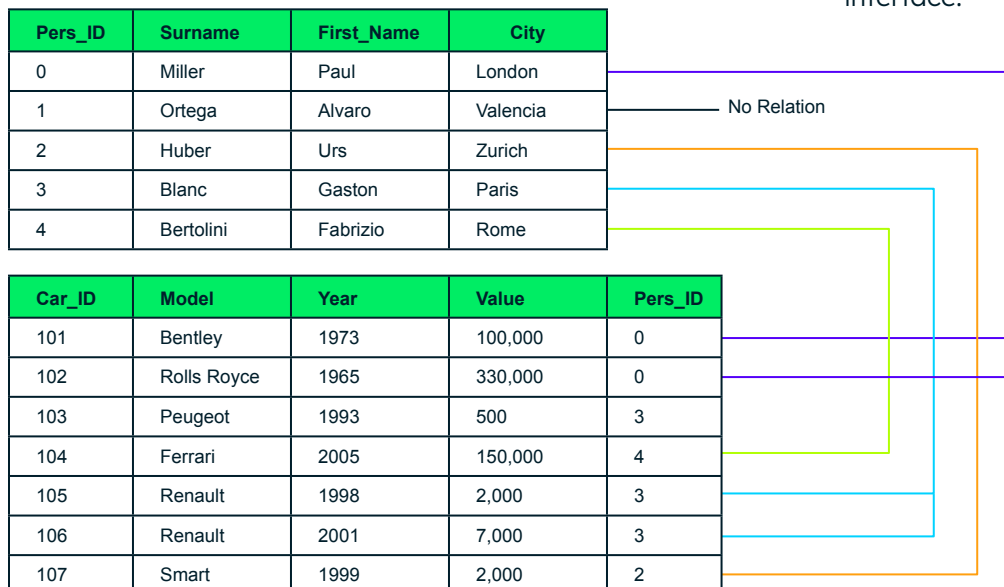 interface.
Pers_ID Surname First_Name City
0 Miller Paul London
1 Ortega Alvaro Valencia No Relation
2 Huber Urs Zurich
3 Blanc Gaston Paris
4 Bertolini Fabrizio Rome
Car_ID Model Year Value Pers_ID
101 Bentley 1973 100,000 0
102 Rolls Royce 1965 330,000 0
103 Peugeot 1993 500 3
104 Ferrari 2005 150,000 4
105 Renault 1998 2,000 3
106 Renault 2001 7,000 3
107 Smart 1999 2,000 2